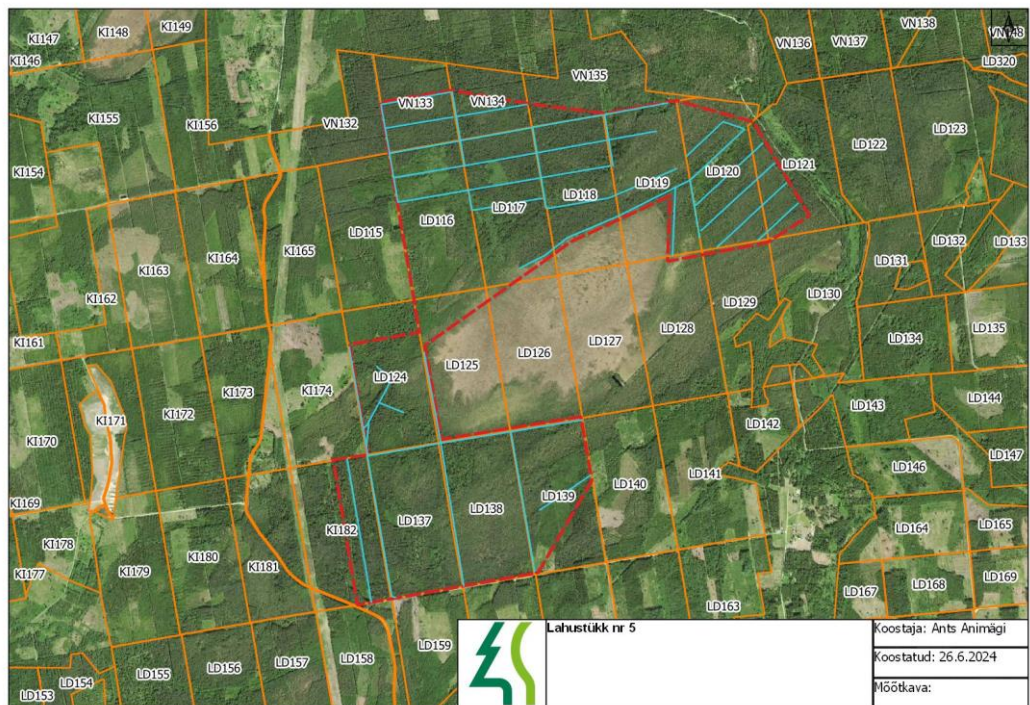 KI147
KI148
KI149
KI146
VN138
VN136
VN137
VN148
LD320
VN135
VN133
VN134
KI155
KI156
VN132
LD123
LD122
KI154
LD121
LD120
LD119
LD118
LD117
LD116
LD115
KI165
KI164
KI163
KI162
KI161
LD133
LD132
LD131
LD130
LD129
LD128
LD127
LD126
LD125
LD124
KI174
KI173
KI172
KI171
KI170
LD135
LD134
LD144
LD143
LD142
LD141
LD140
LD139
LD138
LD137
KI182
LD147
LD146
KI169
KI178
KI177
KI179
KI180
KI181
LD165
LD164
LD169
LD168
LD167
LD163
LD159
LD158
LD157
LD156
LD155
LD154
LD153
Lahustükk nr 5
Koostaja: Ants Animägi
Koostatud: 26.6.2024
Mõõtkava: